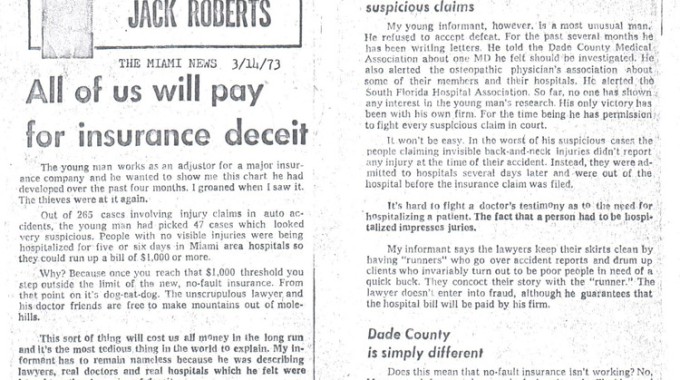 JACK ROBERTS
THE MIAMI NEWS 3/14/73
All of us will pay
for insurance deceit
The young man works as an adjustor for a major insur-
ance company and he wanted to show me this chart he had
developed over the past four months. I groaned when I saw it.
The thieves were at it again.
Out of 265 cases involving injury claims in auto ac-
cidents, the young man had picked 47 cases which looked
very suspicious. People with no visible injuries were being
hospitalized for five or six days in Miami area hospitals so
they could run up a bill of $1,000 or more.
Why? Because once you reach that $1,000 threshold you
step outside the limit of the new, no-fault insurance. From
that point on it's dog-eat-dog. The unscrupulous lawyer and
his doctor friends are free to make mountains out of mole-
hills.
This sort of thing will cost us all money in the long run
and it's the most tedious thing in the world to explain. My in-
formant has to remain nameless because he was describing
lawyers, real doctors and real hospitals which he felt were
suspicious claims
My young informant, however, is a most unusual man.
He refused to accept defeat. For the past several months he
has been writing letters. He told the Dade County Medical
Association about one MD he felt should be investigated. He
also alerted the osteopathic physician's association about
some of their members and their hospitals. He alerted the
South Florida Hospital Association. So far, no one has shown
any interest in the young man's research. His only victory has
been with his own firm. For the time being he has permission
to fight every suspicious claim in court.
It won't be easy. In the worst of his suspicious cases the
people claiming invisible back-and-neck injuries didn't report
any injury at the time of their accident. Instead, they were ad-
mitted to hospitals several days later and were out of the
hospital before the insurance claim was filed.
It's hard to fight a doctor's testimony as to the need for
hospitalizing a patient. The fact that a person had to be hospi-
talized impresses juries.
My informant says the lawyers keep their skirts clean by
having "runners" who go over accident reports and drum up
clients who invariably turn out to be poor people in need of a
quick buck. They concoct their story with the "runner." The
lawyer doesn't enter into fraud, although he guarantees that
the hospital bill will be paid by his firm.
Dade County
is simply different
Does this mean that no-fault insurance isn't working? No,